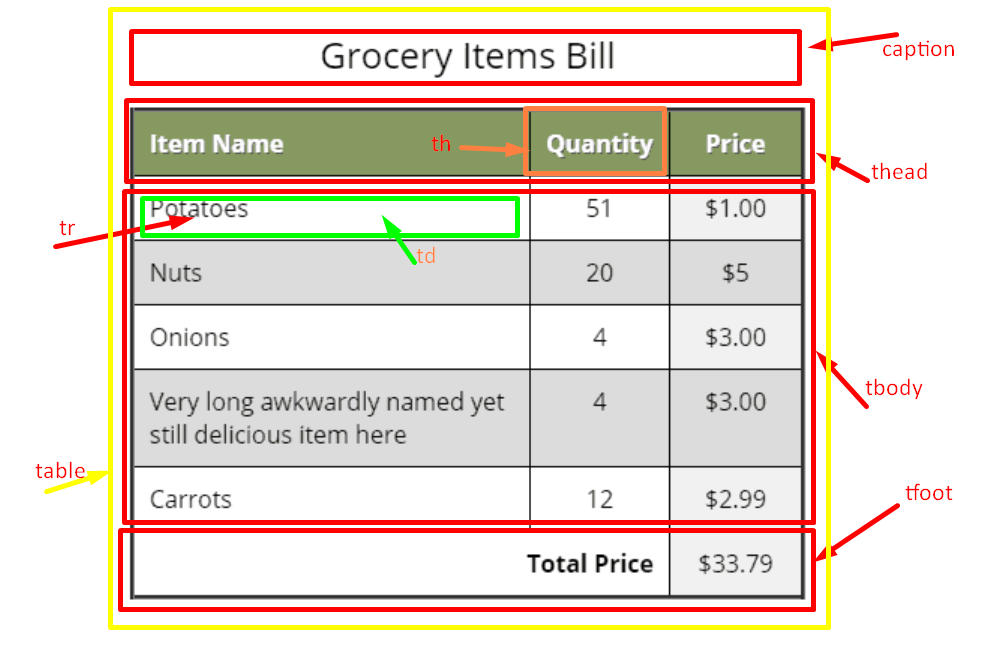 Grocery Items Bill
caption
Item Name
th
Quantity
Price
thead
Potatoes
51
$1.00
tr
td
Nuts
20
$5
Onions
4
$3.00
tbody
Very long awkwardly named yet
still delicious item here
4
$3.00
table
Carrots
12
$2.99
tfoot
Total Price
$33.79